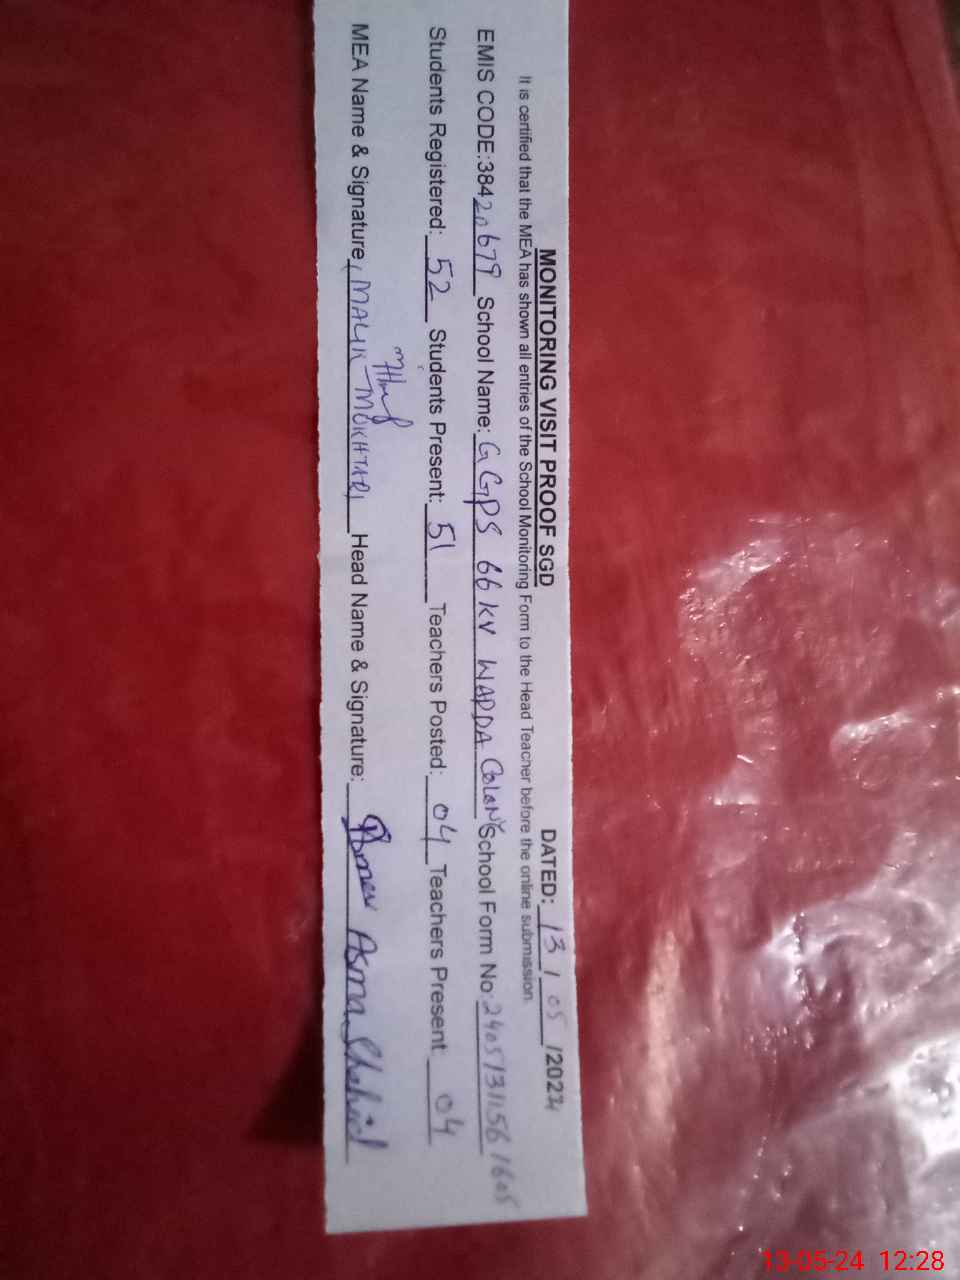 MONITORING VISIT PROOF SGD DATED: 13 / 05 /2024
It is certified that the MEA has shown all entries of the School Monitoring Form to the Head Teacher before the online submission.
EMIS CODE:38420679 School Name: GGPS 66 KV WAPDA COLONY School Form No: 2405131156 1605
Students Registered: 52 Students Present: 51 Teachers Posted: 04 Teachers Present: 04
MEA Name & Signature MALIK MOKHTAR Head Name & Signature: Asma Shahid
13-05-24 12:28